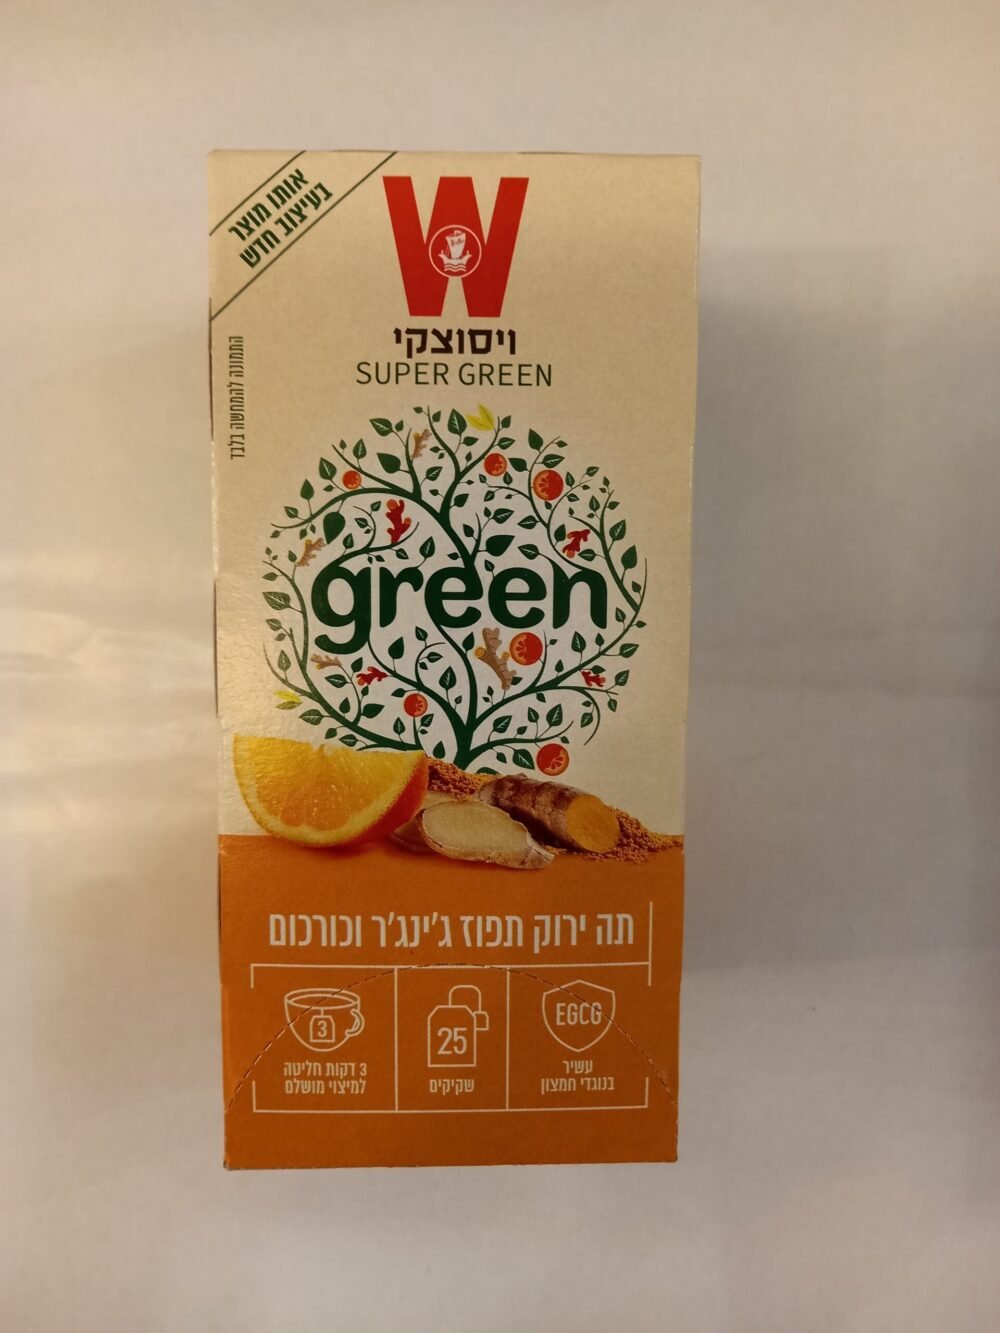 אותו מוצר
בעיצוב חדש
W
ויסוצקי
SUPER GREEN
התמונה להמחשה בלבד
green
תה ירוק תפוז ג'ינג'ר וכורכום
EGCG
עשיר
בנוגדי חמצון
25
שקיקים
3
3 דקות חליטה
למיצוי מושלם